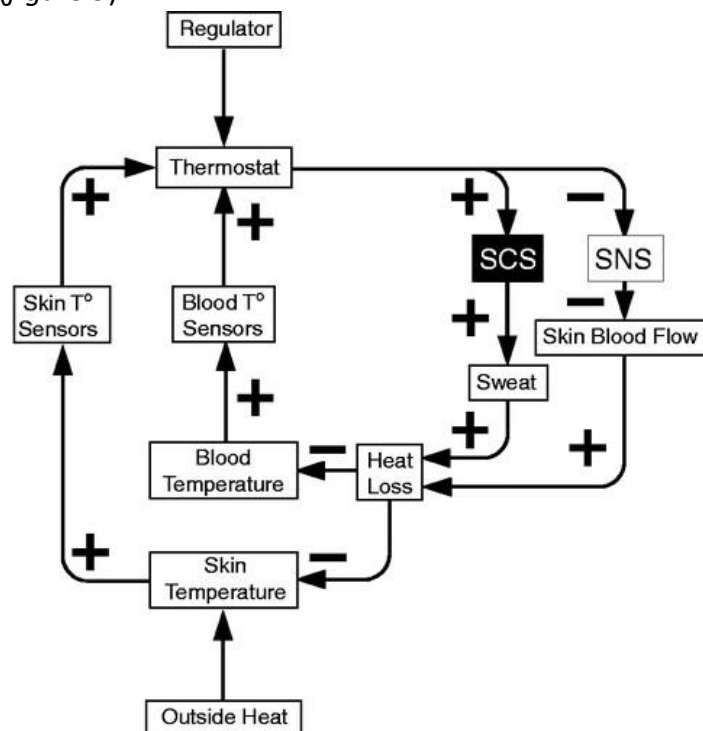 Regulator
Thermostat
+
+
+
−
SCS
SNS
Skin T° 
Sensors
Blood T° 
Sensors
+
−
Skin Blood Flow
Sweat
+
+
+
−
Blood
Temperature
Heat
Loss
+
−
Skin
Temperature
Outside Heat